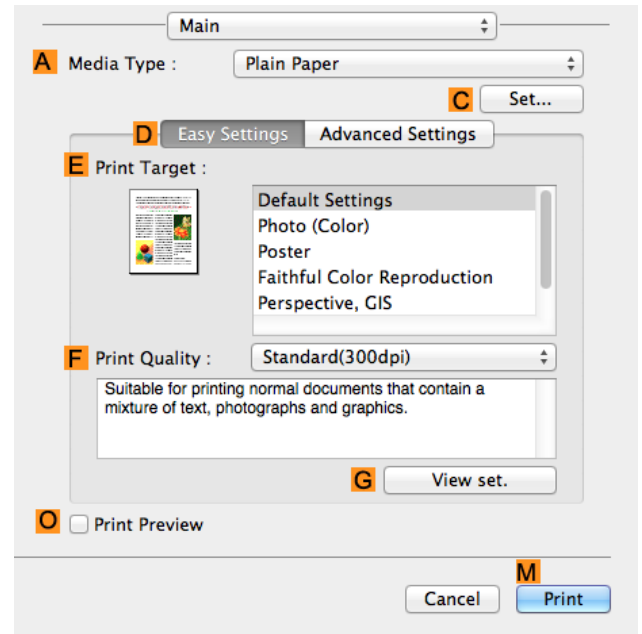 Main
A Media Type : Plain Paper
C Set...
D Easy Settings Advanced Settings
E Print Target :
Default Settings
Photo (Color)
Poster
Faithful Color Reproduction
Perspective, GIS
F Print Quality : Standard(300dpi)
Suitable for printing normal documents that contain a
mixture of text, photographs and graphics.
G View set.
O Print Preview
M
Cancel Print